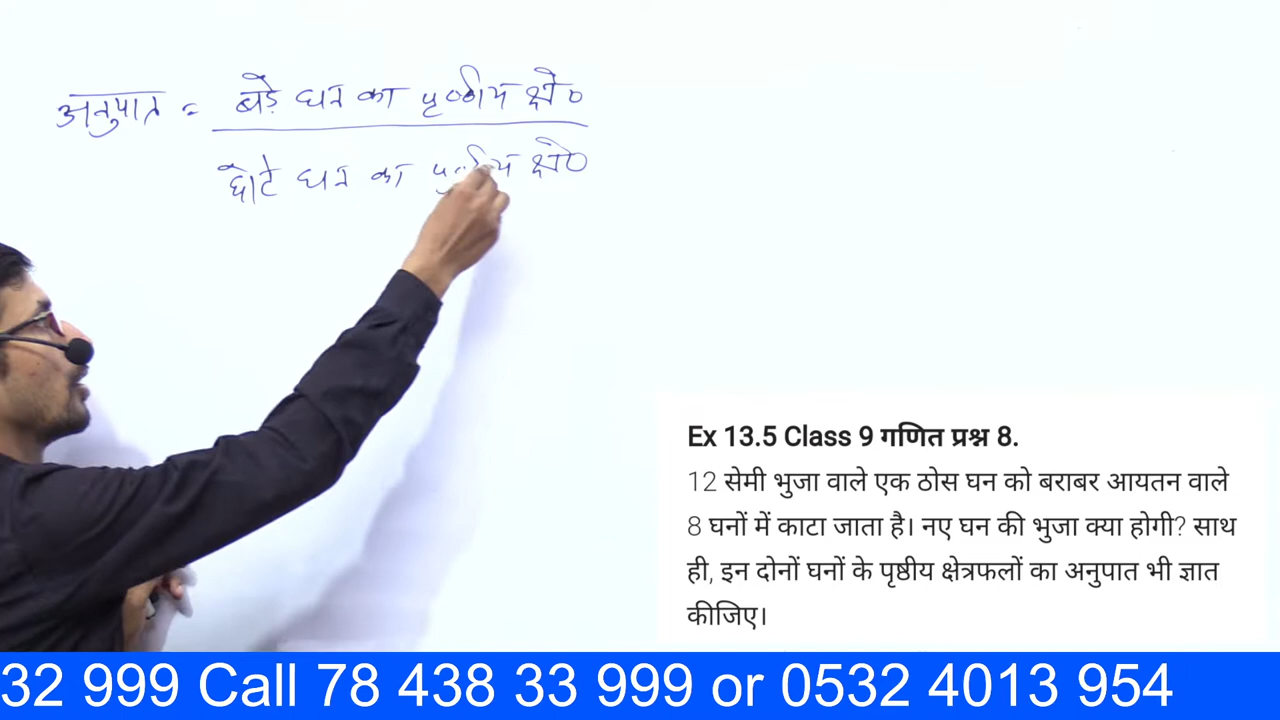 अनुपात = बड़े घन का पृष्ठीय क्षे०
छोटे घन का पृष्ठीय क्षे०
Ex 13.5 Class 9 गणित प्रश्न 8.
12 सेमी भुजा वाले एक ठोस घन को बराबर आयतन वाले
8 घनों में काटा जाता है। नए घन की भुजा क्या होगी? साथ
ही, इन दोनों घनों के पृष्ठीय क्षेत्रफलों का अनुपात भी ज्ञात
कीजिए।
32 999 Call 78 438 33 999 or 0532 4013 954